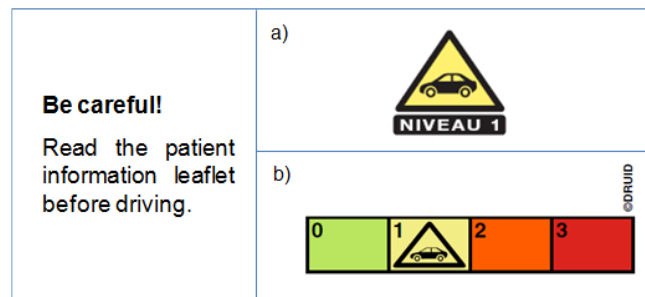 Be careful!
Read the patient
information leaflet
before driving.
a)
NIVEAU 1
b)
©DRUID
0 1 2 3